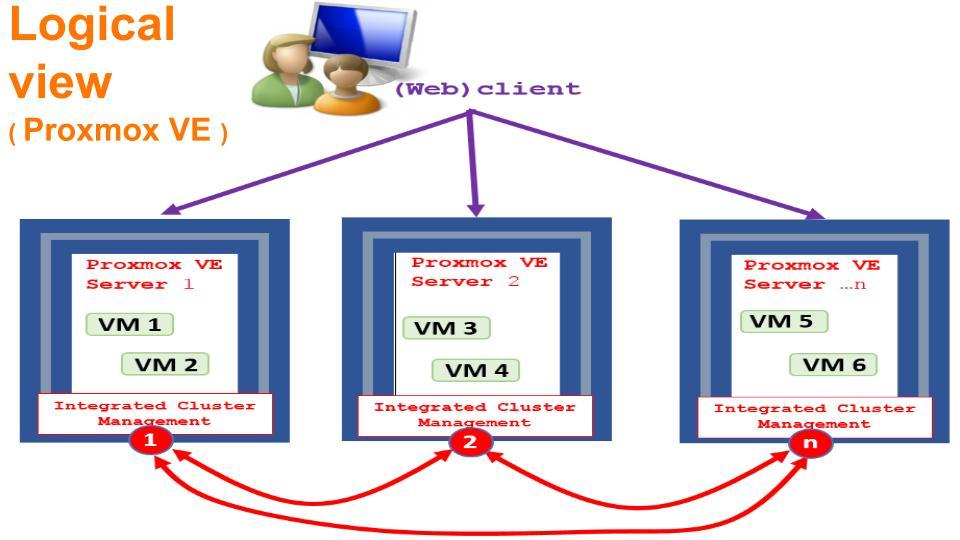 Logical
view
( Proxmox VE )
(Web)client
Proxmox VE
Server 1
VM 1
VM 2
Integrated Cluster
Management
1
Proxmox VE
Server 2
VM 3
VM 4
Integrated Cluster
Management
2
Proxmox VE
Server …n
VM 5
VM 6
Integrated Cluster
Management
n